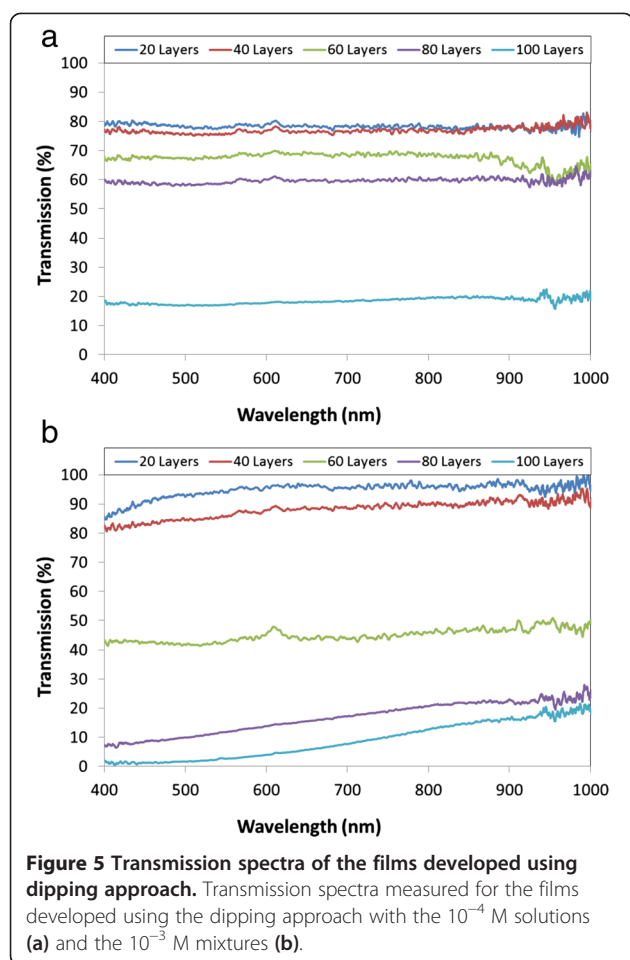 a
20 Layers 40 Layers 60 Layers 80 Layers 100 Layers
100
90
80
70
60
50
40
30
20
10
0
Transmission (%)
400 500 600 700 800 900 1000
Wavelength (nm)
b
20 Layers 40 Layers 60 Layers 80 Layers 100 Layers
100
90
80
70
60
50
40
30
20
10
0
Transmission (%)
400 500 600 700 800 900 1000
Wavelength (nm)
Figure 5 Transmission spectra of the films developed using
dipping approach. Transmission spectra measured for the films
developed using the dipping approach with the 10⁻⁴ M solutions
(a) and the 10⁻³ M mixtures (b).